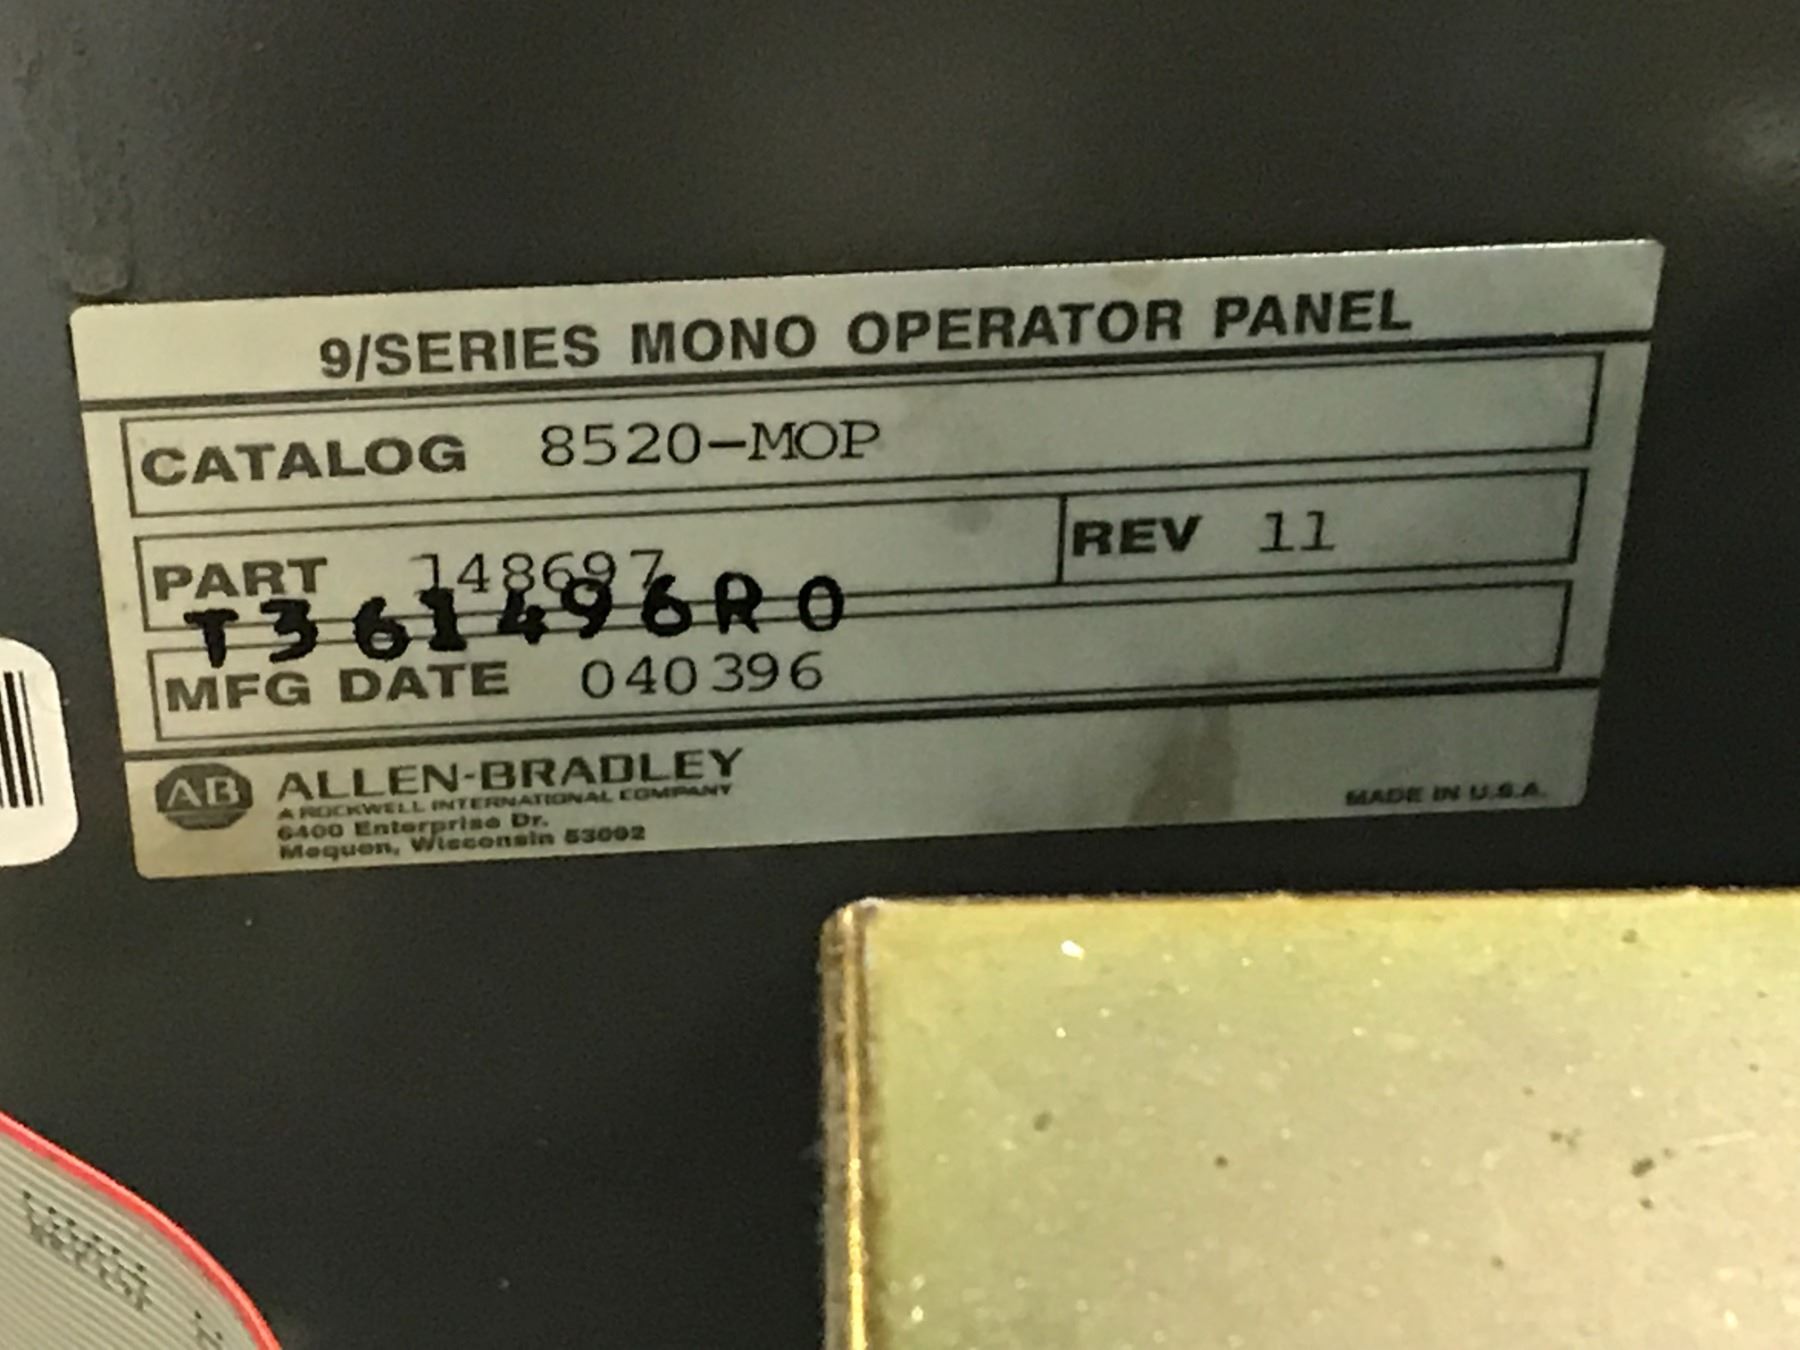 9/SERIES MONO OPERATOR PANEL
CATALOG 8520-MOP
PART 148697 REV 11
T361496R0
MFG DATE 040396
AB ALLEN-BRADLEY
A ROCKWELL INTERNATIONAL COMPANY
6400 Enterprise Dr.
Mequon, Wisconsin 53092
MADE IN U.S.A.